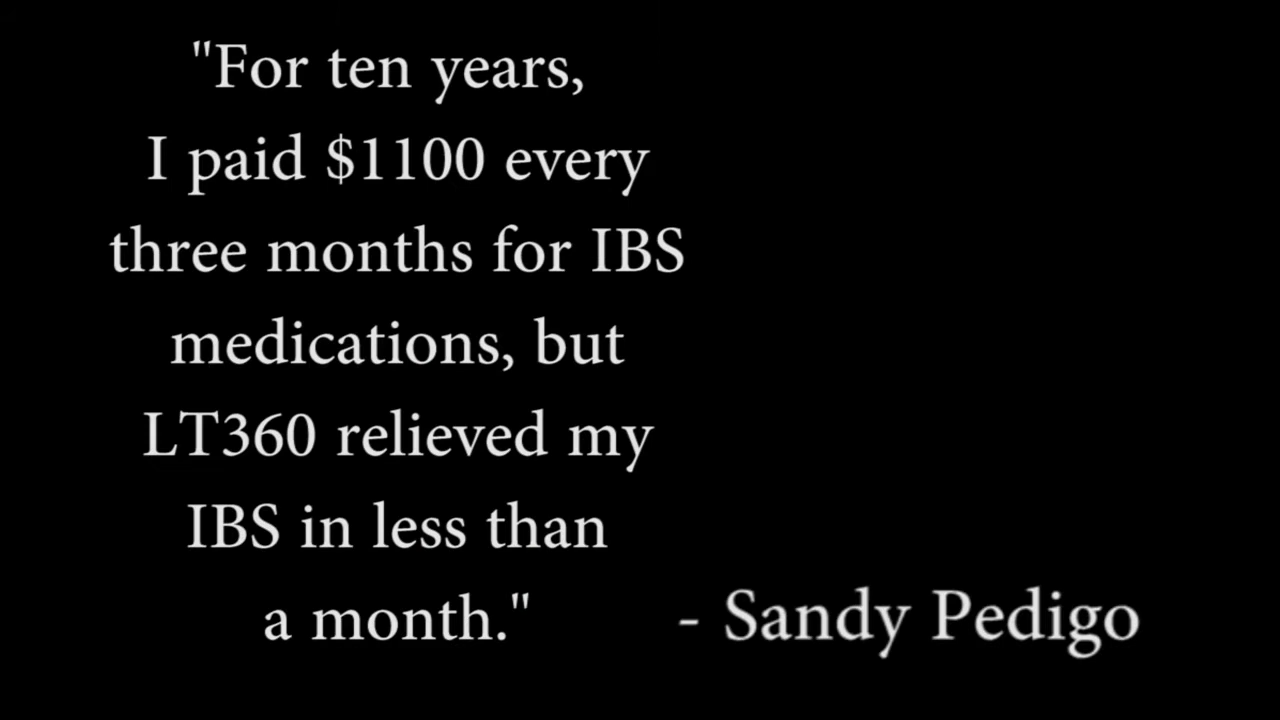 "For ten years,
I paid $1100 every
three months for IBS
medications, but
LT360 relieved my
IBS in less than
a month."
- Sandy Pedigo